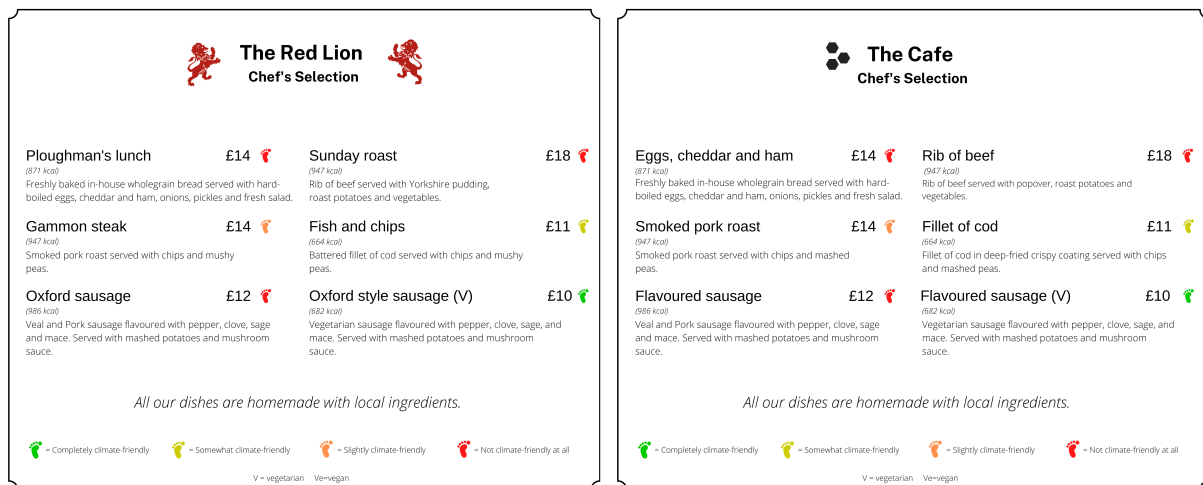 The Red Lion
Chef's Selection
Ploughman's lunch £14
(871 kcal)
Freshly baked in-house wholegrain bread served with hard-
boiled eggs, cheddar and ham, onions, pickles and fresh salad.
Sunday roast £18
(947 kcal)
Rib of beef served with Yorkshire pudding,
roast potatoes and vegetables.
Gammon steak £14
(947 kcal)
Smoked pork roast served with chips and mushy
peas.
Fish and chips £11
(664 kcal)
Battered fillet of cod served with chips and mushy
peas.
Oxford sausage £12
(986 kcal)
Veal and Pork sausage flavoured with pepper, clove, sage
and mace. Served with mashed potatoes and mushroom
sauce.
Oxford style sausage (V) £10
(682 kcal)
Vegetarian sausage flavoured with pepper, clove, sage, and
mace. Served with mashed potatoes and mushroom
sauce.
All our dishes are homemade with local ingredients.
= Completely climate-friendly = Somewhat climate-friendly = Slightly climate-friendly = Not climate-friendly at all
V = vegetarian Ve=vegan
The Cafe
Chef's Selection
Eggs, cheddar and ham £14
(871 kcal)
Freshly baked in-house wholegrain bread served with hard-
boiled eggs, cheddar and ham, onions, pickles and fresh salad.
Rib of beef £18
(947 kcal)
Rib of beef served with popover, roast potatoes and
vegetables.
Smoked pork roast £14
(947 kcal)
Smoked pork roast served with chips and mashed
peas.
Fillet of cod £11
(664 kcal)
Fillet of cod in deep-fried crispy coating served with chips
and mashed peas.
Flavoured sausage £12
(986 kcal)
Veal and Pork sausage flavoured with pepper, clove, sage
and mace. Served with mashed potatoes and mushroom
sauce.
Flavoured sausage (V) £10
(682 kcal)
Vegetarian sausage flavoured with pepper, clove, sage, and
mace. Served with mashed potatoes and mushroom
sauce.
All our dishes are homemade with local ingredients.
= Completely climate-friendly = Somewhat climate-friendly = Slightly climate-friendly = Not climate-friendly at all
V = vegetarian Ve=vegan